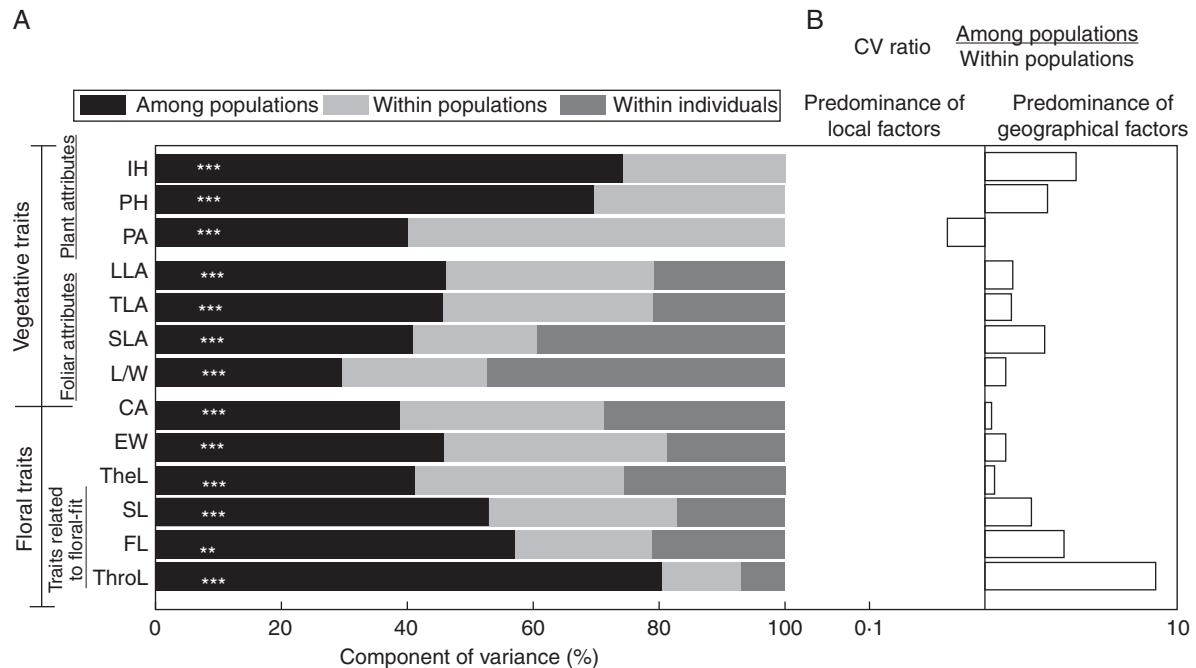 A
B
CV ratio
Among populations
Within populations
Among populations
Within populations
Within individuals
Predominance of
local factors
Predominance of
geographical factors
Vegetative traits
Plant attributes
Foliar attributes
Floral traits
Traits related
to floral-fit
IH
***
PH
***
PA
***
LLA
***
TLA
***
SLA
***
L/W
***
CA
***
EW
***
TheL
***
SL
***
FL
**
ThroL
***
0 20 40 60 80 100
0·1 10
Component of variance (%)